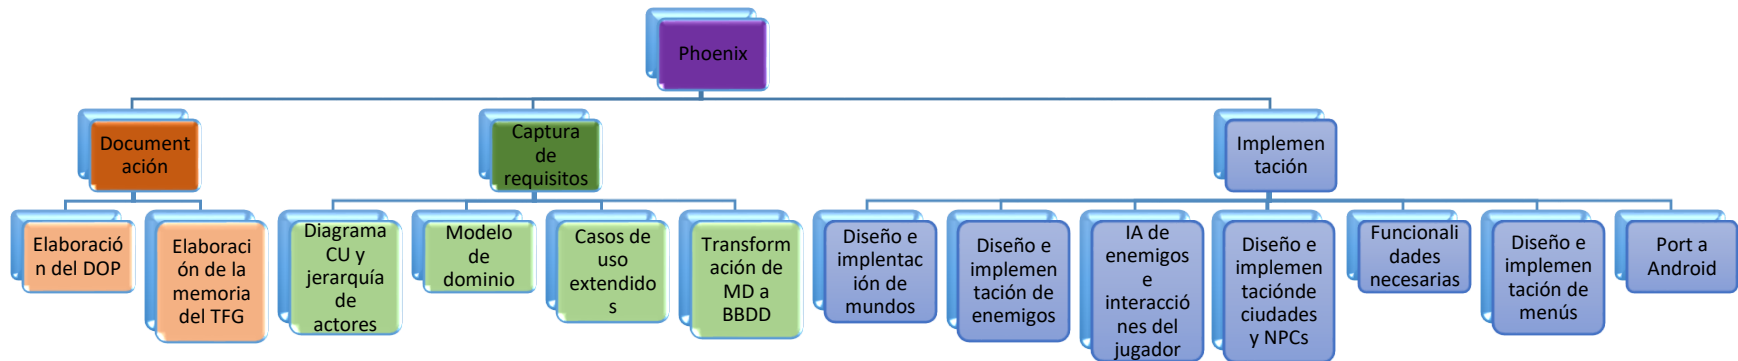 Phoenix
Document
ación
Captura
de
requisitos
Implemen
tación
Elaboració
n del DOP
Elaboraci
ón de la
memoria
del TFG
Diagrama
CU y
jerarquía
de
actores
Modelo
de
dominio
Casos de
uso
extendido
s
Transform
ación de
MD a
BBDD
Diseño e
implentac
ión de
mundos
Diseño e
implemen
tación de
enemigos
IA de
enemigos
e
interaccio
nes del
jugador
Diseño e
implemen
taciónde
ciudades
y NPCs
Funcionali
dades
necesarias
Diseño e
implemen
tación de
menús
Port a
Android